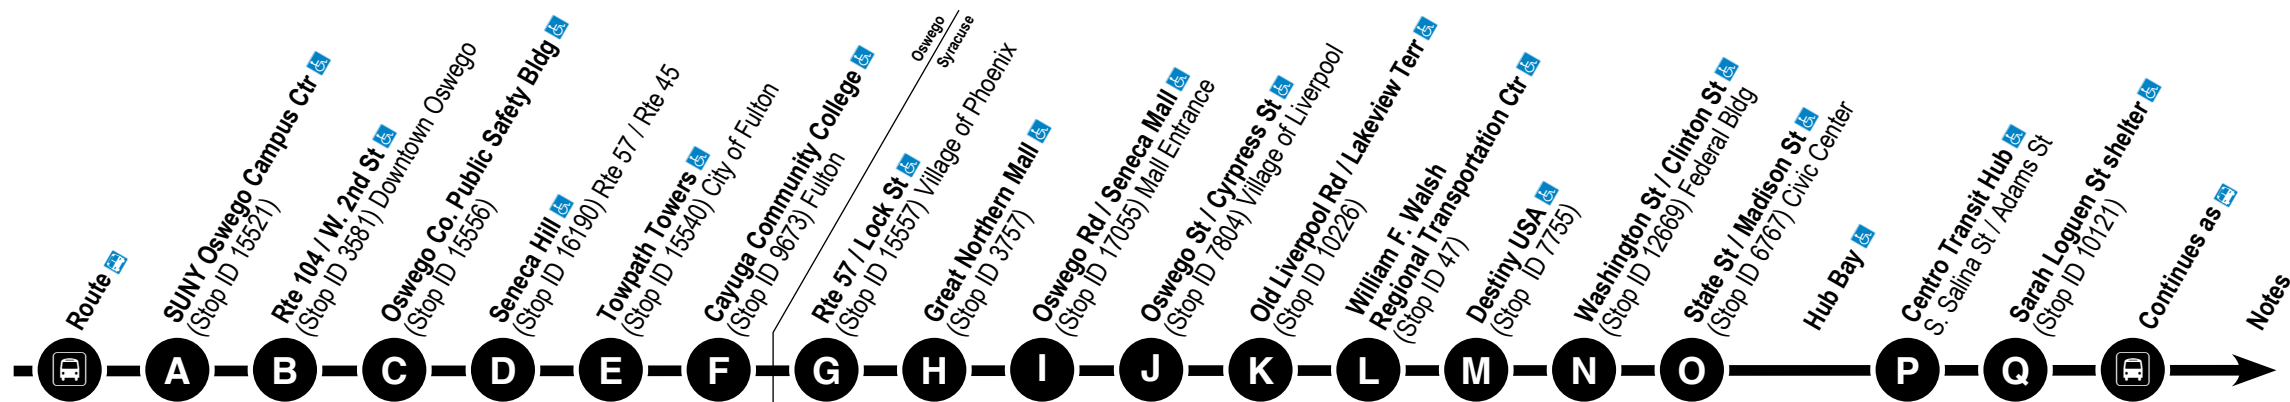 Route
SUNY Oswego Campus Ctr
(Stop ID 15521)
Rte 104 / W. 2nd St
(Stop ID 3581) Downtown Oswego
Oswego Co. Public Safety Bldg
(Stop ID 15556)
Seneca Hill
(Stop ID 16190) Rte 57 / Rte 45
Towpath Towers
(Stop ID 15540) City of Fulton
Cayuga Community College
(Stop ID 9673) Fulton
Oswego
Syracuse
Rte 57 / Lock St
(Stop ID 15557) Village of Phoenix
Great Northern Mall
(Stop ID 3757)
Oswego Rd / Seneca Mall
(Stop ID 17055) Mall Entrance
Oswego St / Cyrpress St
(Stop ID 7804) Village of Liverpool
Old Liverpool Rd / Lakeview Terr
(Stop ID 10226)
William F. Walsh
Regional Transportation Ctr
(Stop ID 47)
Destiny USA
(Stop ID 7755)
Washington St / Clinton St
(Stop ID 12669) Federal Bldg
State St / Madison St
(Stop ID 6767) Civic Center
Hub Bay
Centro Transit Hub
S. Salina St / Adams St
Sarah Loguen St shelter
(Stop ID 10121)
Continues as
Notes
A B C D E F G H I J K L M N O P Q